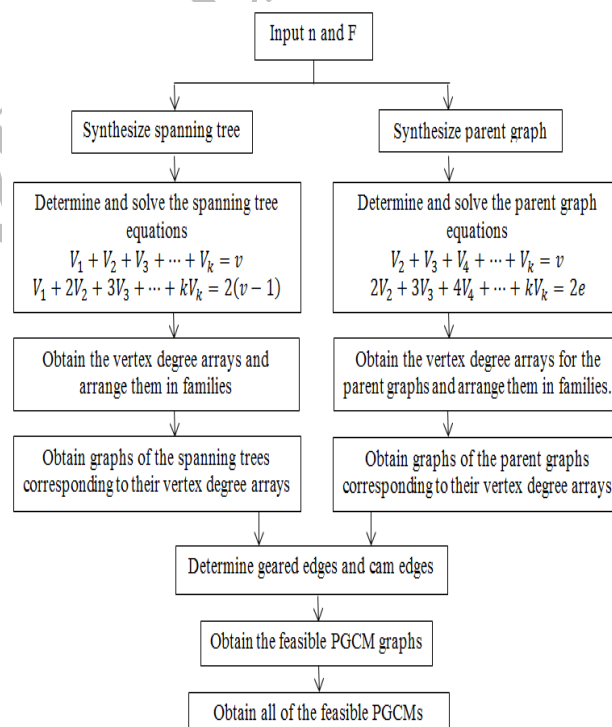 Input n and F
Synthesize spanning tree
Synthesize parent graph
Determine and solve the spanning tree
equations
V₁ + V₂ + V₃ + ⋯ + Vₖ = v
V₁ + 2V₂ + 3V₃ + ⋯ + kVₖ = 2(v − 1)
Determine and solve the parent graph
equations
V₂ + V₃ + V₄ + ⋯ + Vₖ = v
2V₂ + 3V₃ + 4V₄ + ⋯ + kVₖ = 2e
Obtain the vertex degree arrays and
arrange them in families
Obtain the vertex degree arrays for the
parent graphs and arrange them in families.
Obtain graphs of the spanning trees
corresponding to their vertex degree arrays
Obtain graphs of the parent graphs
corresponding to their vertex degree arrays
Determine geared edges and cam edges
Obtain the feasible PGCM graphs
Obtain all of the feasible PGCMs